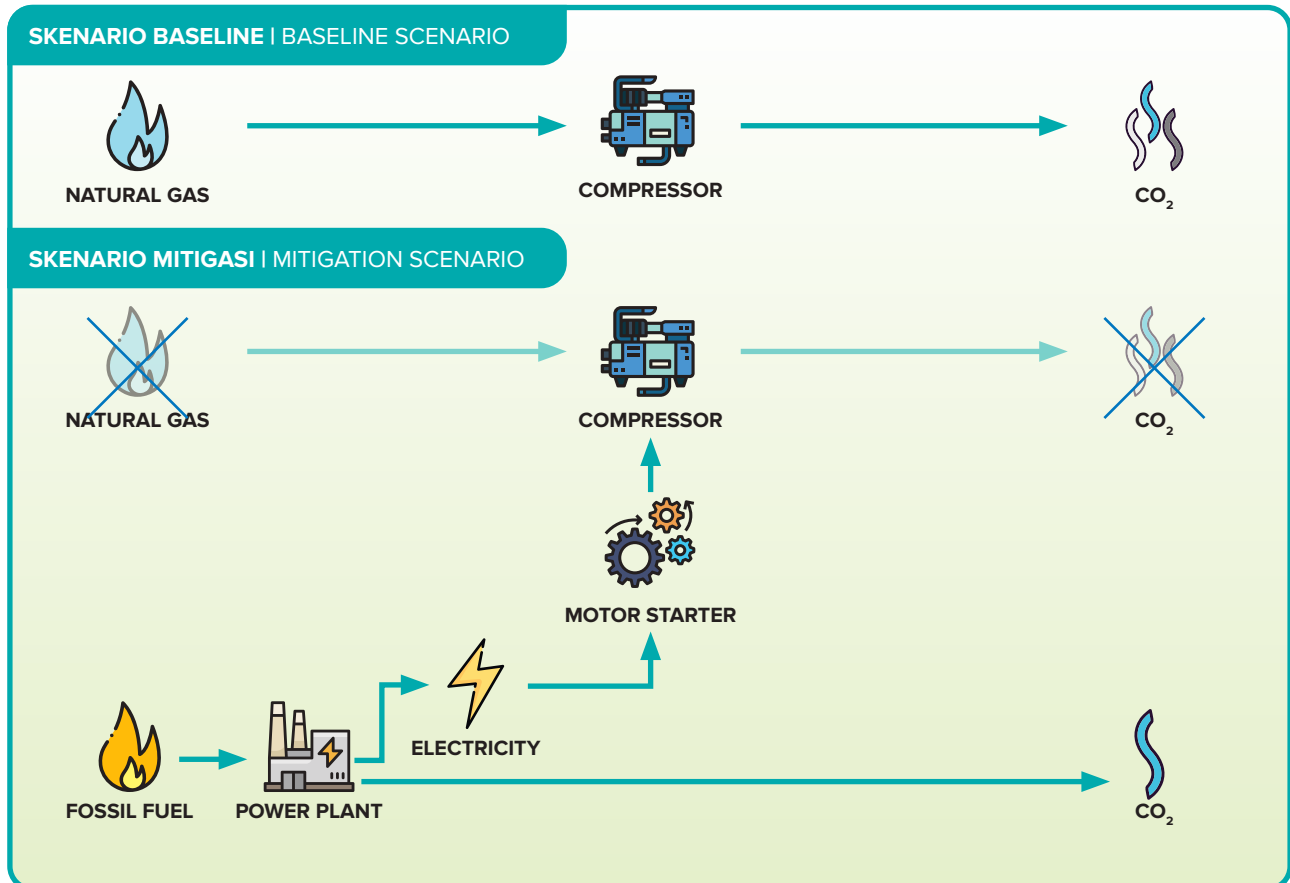 SKENARIO BASELINE | BASELINE SCENARIO
NATURAL GAS
COMPRESSOR
CO₂
SKENARIO MITIGASI | MITIGATION SCENARIO
NATURAL GAS
COMPRESSOR
CO₂
MOTOR STARTER
ELECTRICITY
FOSSIL FUEL
POWER PLANT
CO₂